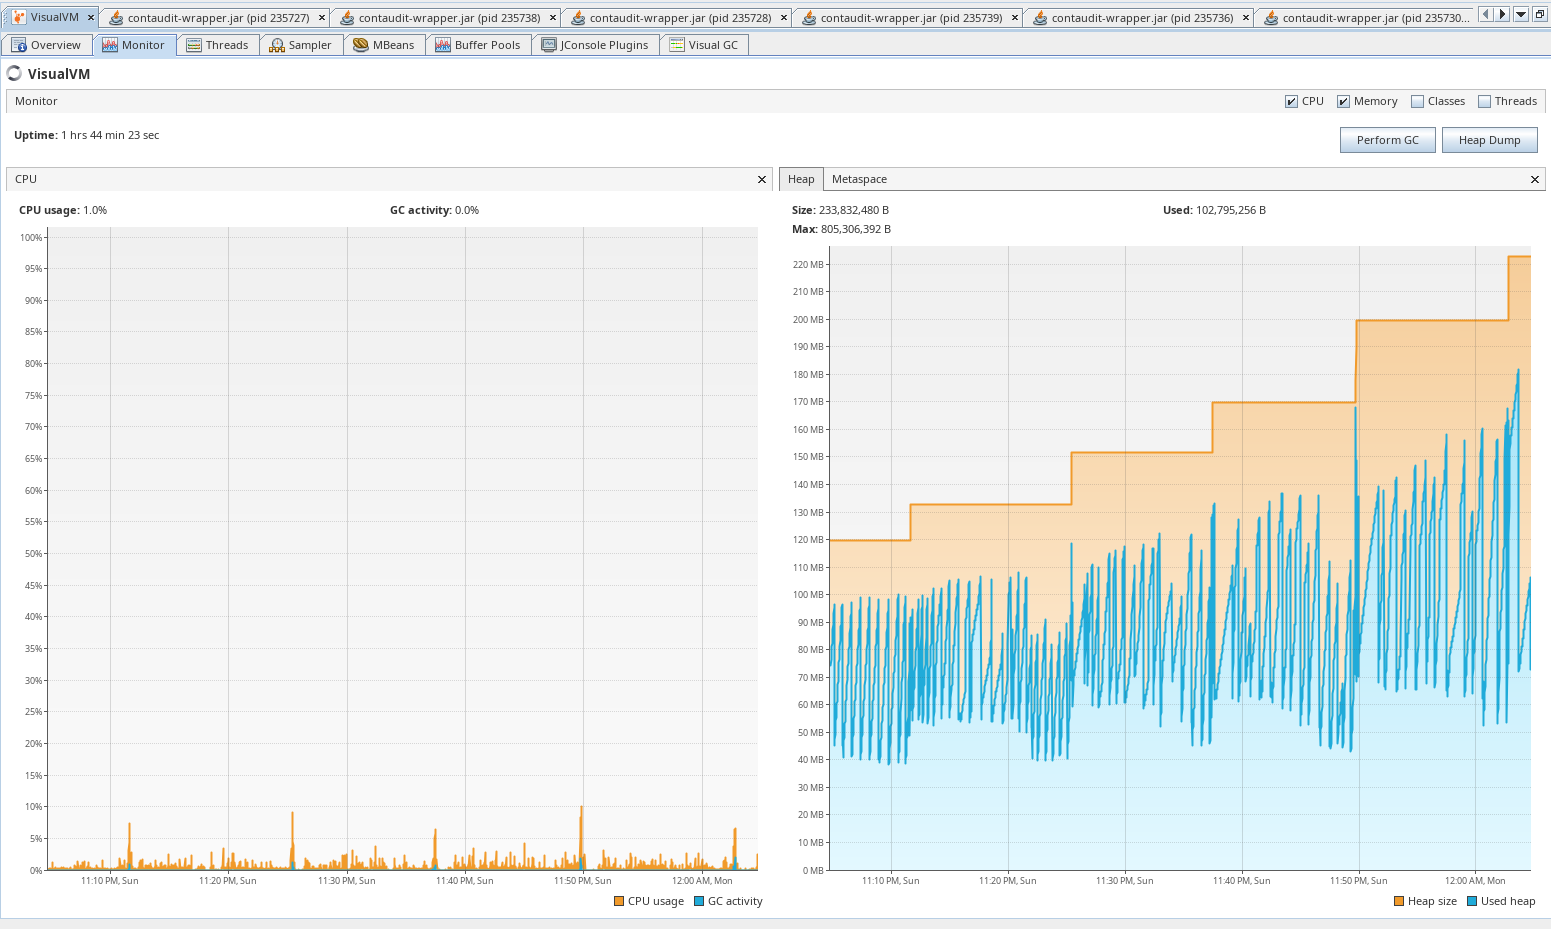 VisualVM contaudit-wrapper.jar (pid 235727) contaudit-wrapper.jar (pid 235738) contaudit-wrapper.jar (pid 235728) contaudit-wrapper.jar (pid 235739) contaudit-wrapper.jar (pid 235736) contaudit-wrapper.jar (pid 235730...
Overview Monitor Threads Sampler MBeans Buffer Pools JConsole Plugins Visual GC
VisualVM
Monitor
CPU Memory Classes Threads
Uptime: 1 hrs 44 min 23 sec
Perform GC Heap Dump
CPU
CPU usage: 1.0% GC activity: 0.0%
100%
95%
90%
85%
80%
75%
70%
65%
60%
55%
50%
45%
40%
35%
30%
25%
20%
15%
10%
5%
0%
11:10 PM, Sun 11:20 PM, Sun 11:30 PM, Sun 11:40 PM, Sun 11:50 PM, Sun 12:00 AM, Mon
CPU usage GC activity
Heap Metaspace
Size: 233,832,480 B Used: 102,795,256 B
Max: 805,306,392 B
220 MB
210 MB
200 MB
190 MB
180 MB
170 MB
160 MB
150 MB
140 MB
130 MB
120 MB
110 MB
100 MB
90 MB
80 MB
70 MB
60 MB
50 MB
40 MB
30 MB
20 MB
10 MB
0 MB
11:10 PM, Sun 11:20 PM, Sun 11:30 PM, Sun 11:40 PM, Sun 11:50 PM, Sun 12:00 AM, Mon
Heap size Used heap